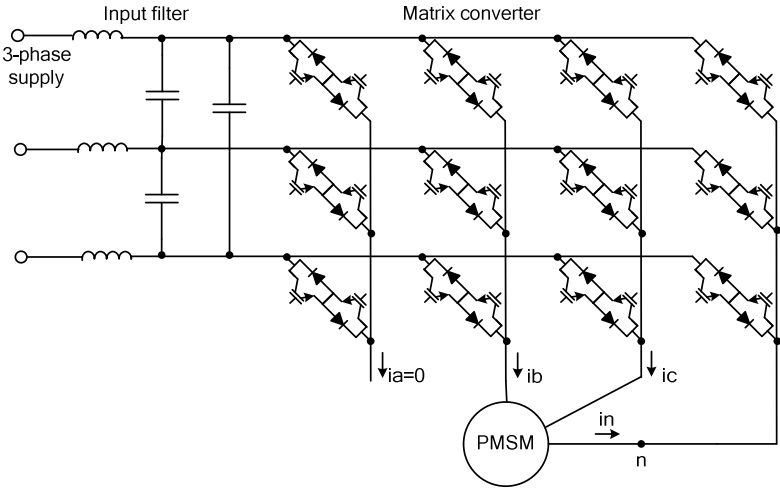 Input filter
Matrix converter
3-phase
supply
ia=0
ib
ic
PMSM
in
n